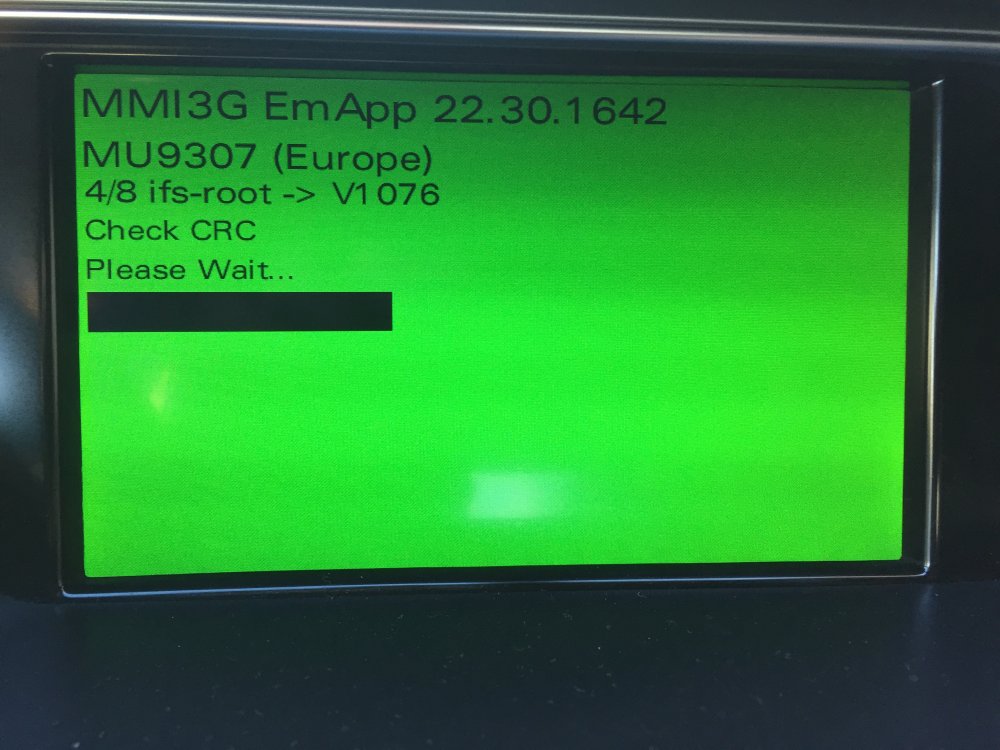 MMI3G EmApp 22.30.1642
MU9307 (Europe)
4/8 ifs-root -> V1076
Check CRC
Please Wait...